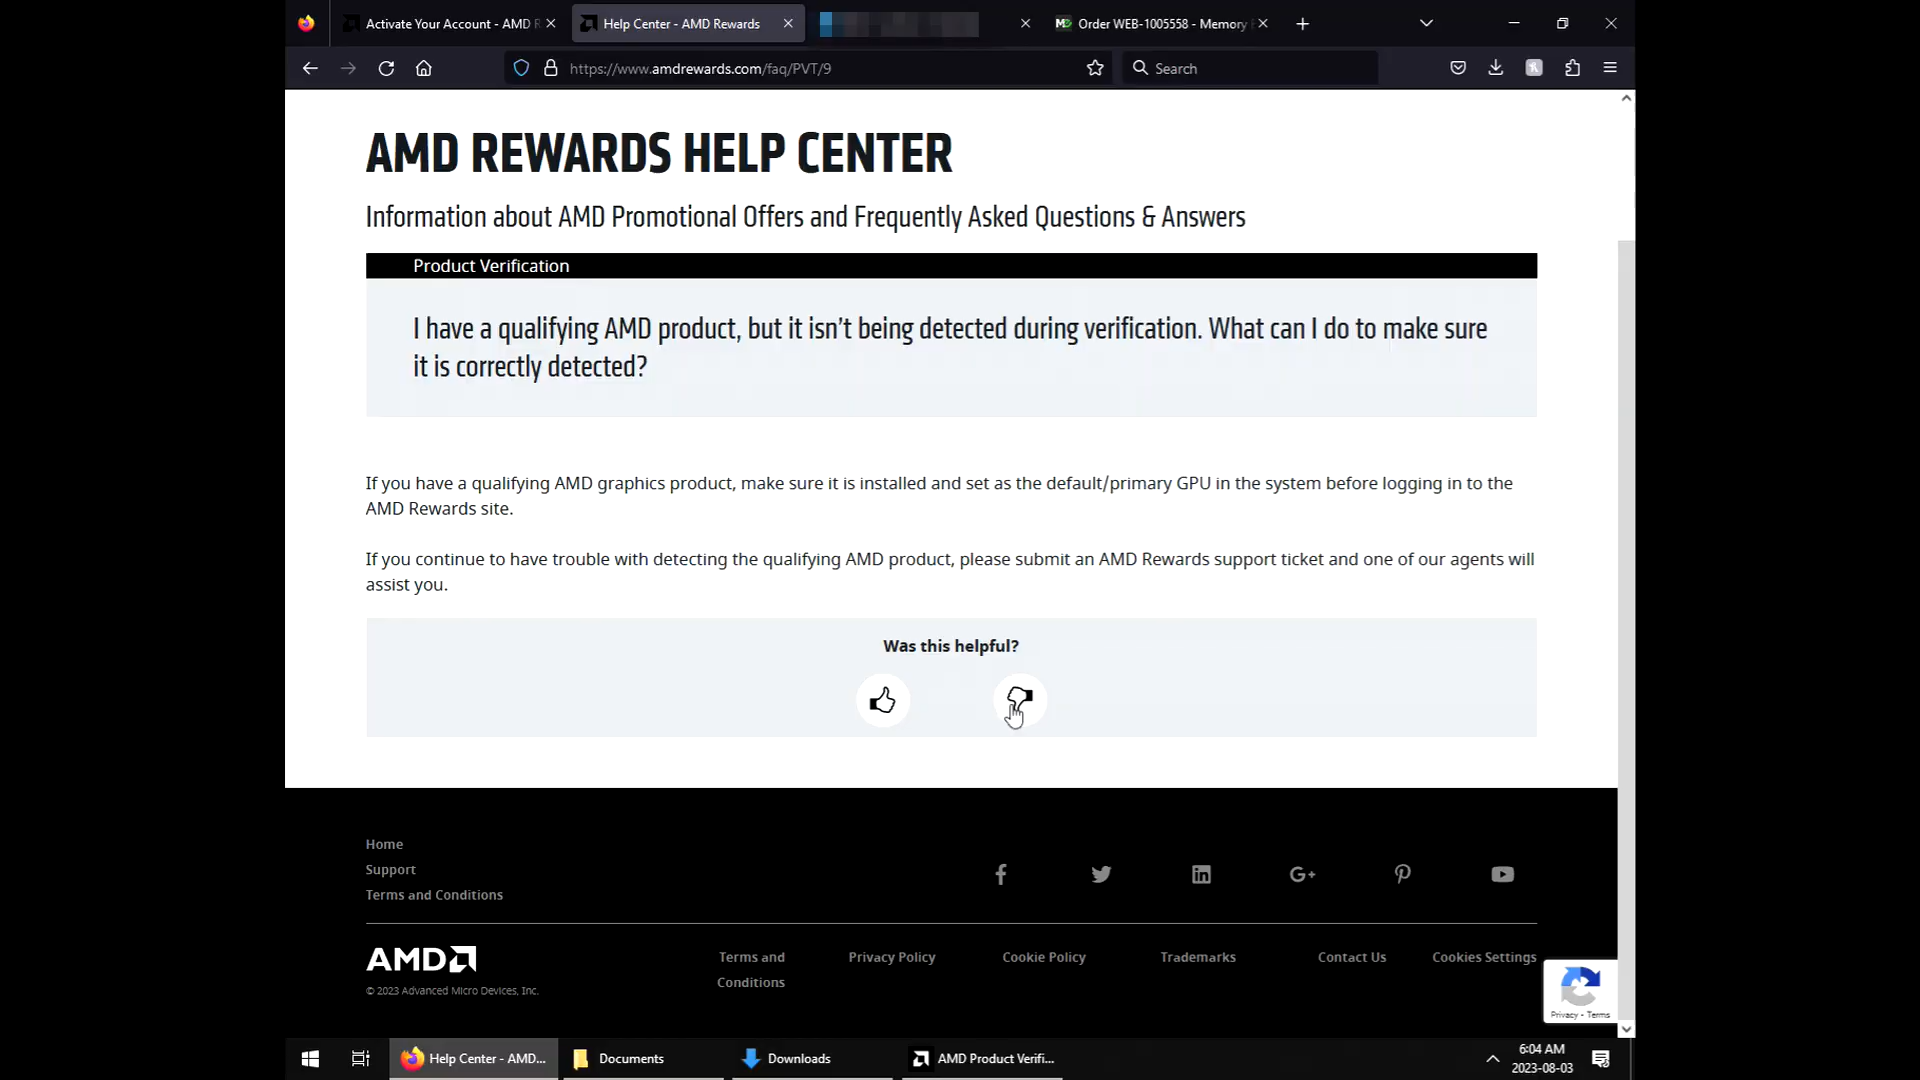 Activate Your Account - AMD R
Help Center - AMD Rewards
Order WEB-1005558 - Memory
https://www.amdrewards.com/faq/PVT/9
Search
AMD REWARDS HELP CENTER
Information about AMD Promotional Offers and Frequently Asked Questions & Answers
Product Verification
I have a qualifying AMD product, but it isn’t being detected during verification. What can I do to make sure
it is correctly detected?
If you have a qualifying AMD graphics product, make sure it is installed and set as the default/primary GPU in the system before logging in to the
AMD Rewards site.
If you continue to have trouble with detecting the qualifying AMD product, please submit an AMD Rewards support ticket and one of our agents will
assist you.
Was this helpful?
Home
Support
Terms and Conditions
AMD
© 2023 Advanced Micro Devices, Inc.
Terms and
Conditions
Privacy Policy
Cookie Policy
Trademarks
Contact Us
Cookies Settings
Privacy - Terms
Help Center - AMD...
Documents
Downloads
AMD Product Verifi...
6:04 AM
2023-08-03